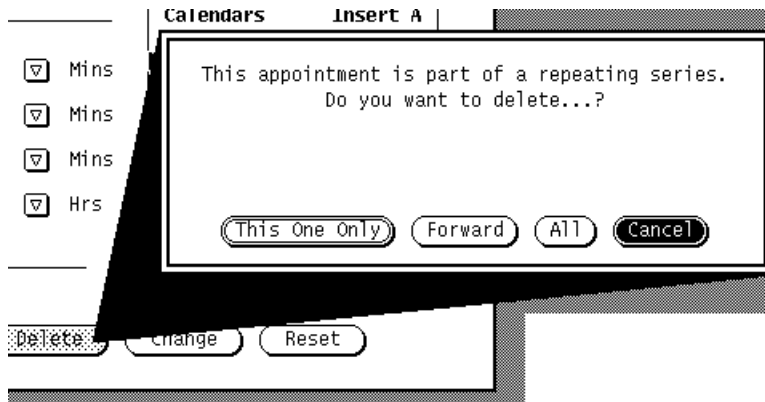 Calendars Insert A
Mins
Mins
Mins
Hrs
This appointment is part of a repeating series.
Do you want to delete...?
This One Only Forward All Cancel
Delete Change Reset